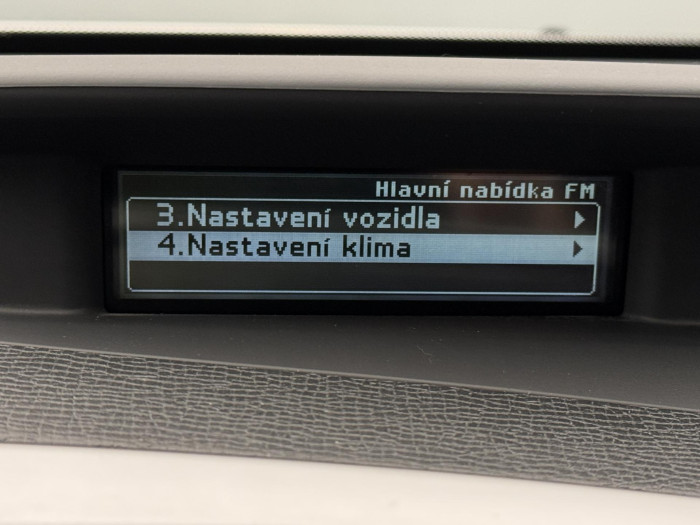 Hlavní nabídka FM
3.Nastavení vozidla
4.Nastavení klima